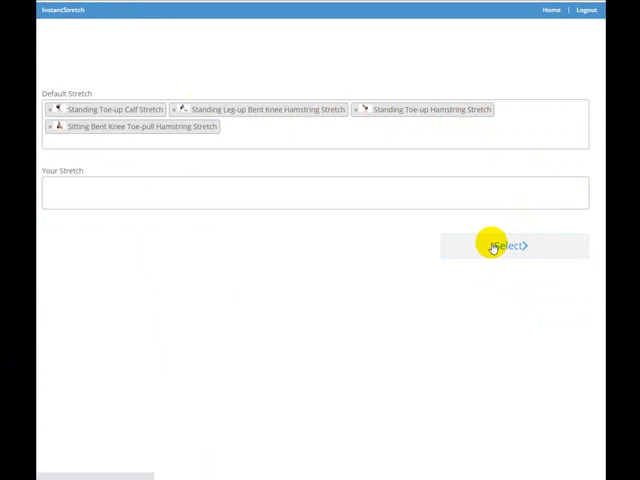 InstantStretch Home | Logout
Default Stretch
× Standing Toe-up Calf Stretch × Standing Leg-up Bent Knee Hamstring Stretch × Standing Toe-up Hamstring Stretch
× Sitting Bent Knee Toe-pull Hamstring Stretch
Your Stretch
Select